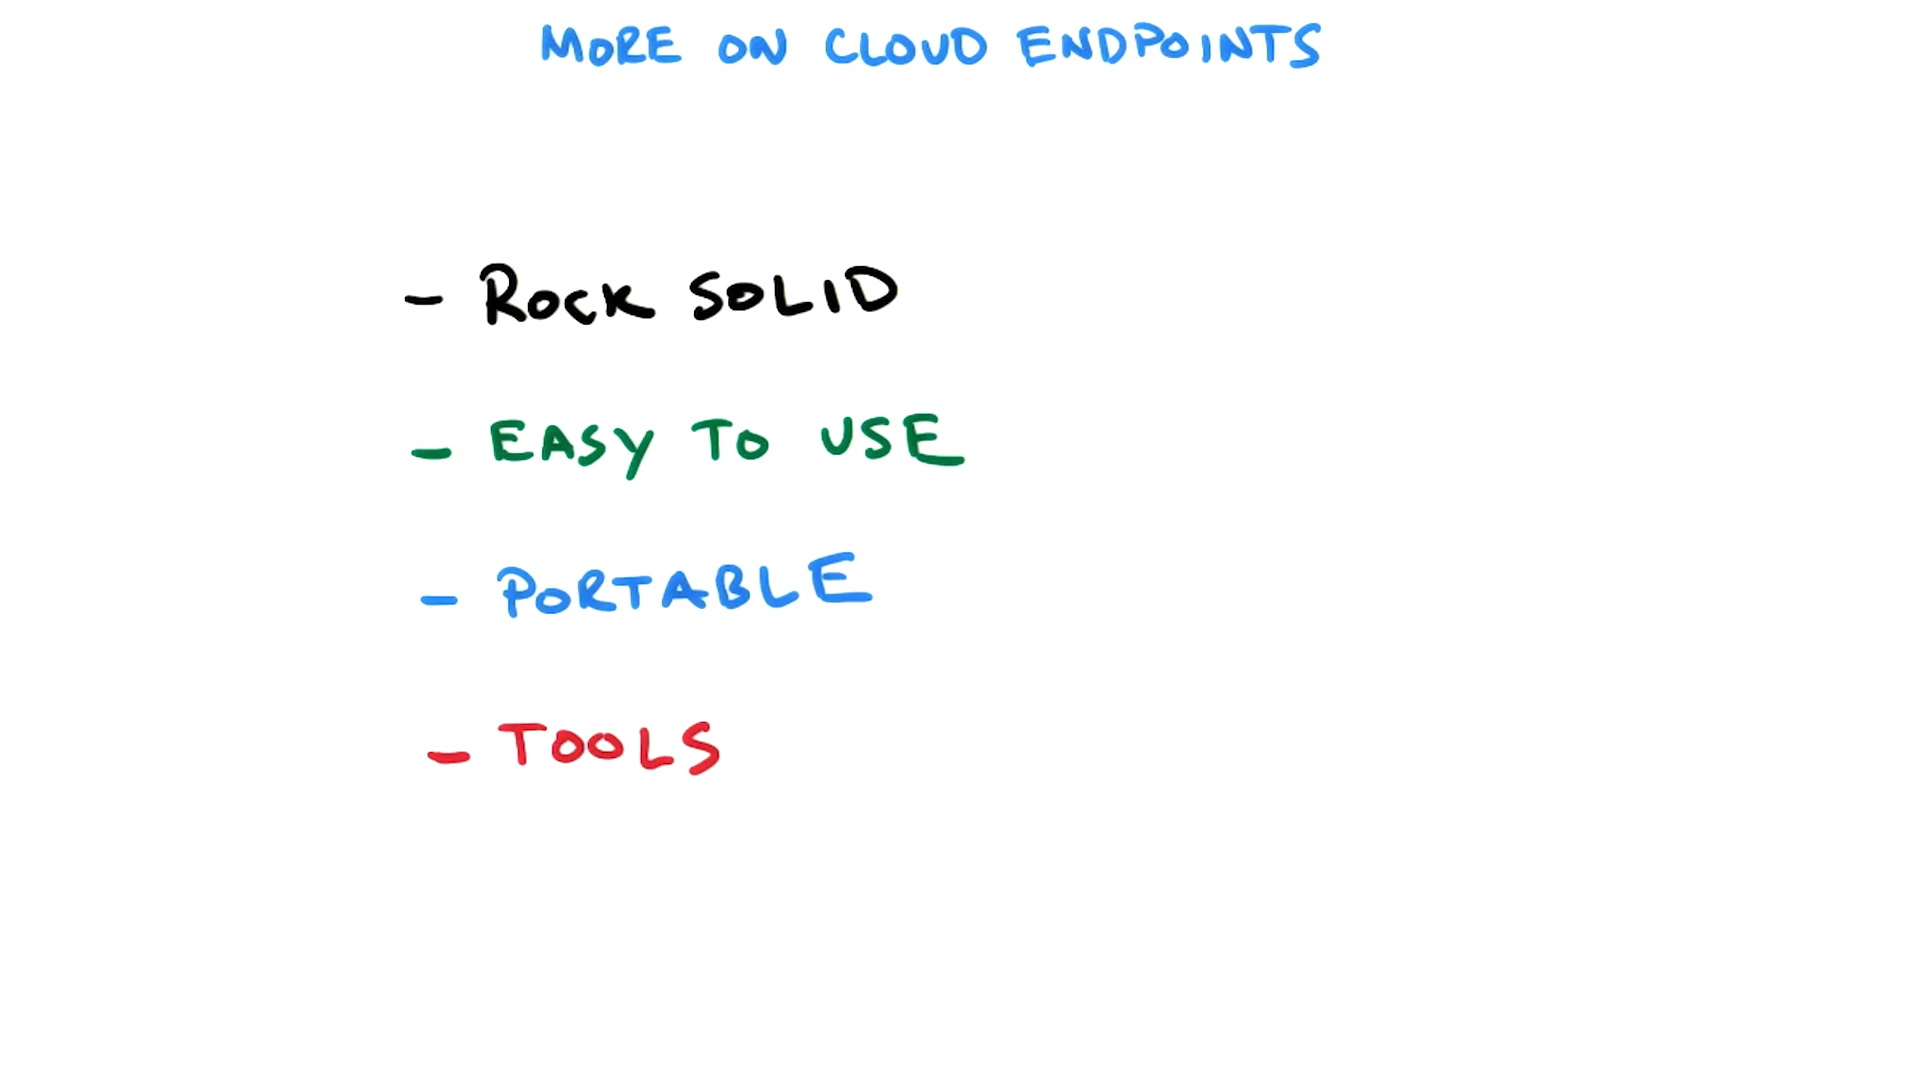 MORE ON CLOUD ENDPOINTS
- ROCK SOLID
- EASY TO USE
- PORTABLE
- TOOLS